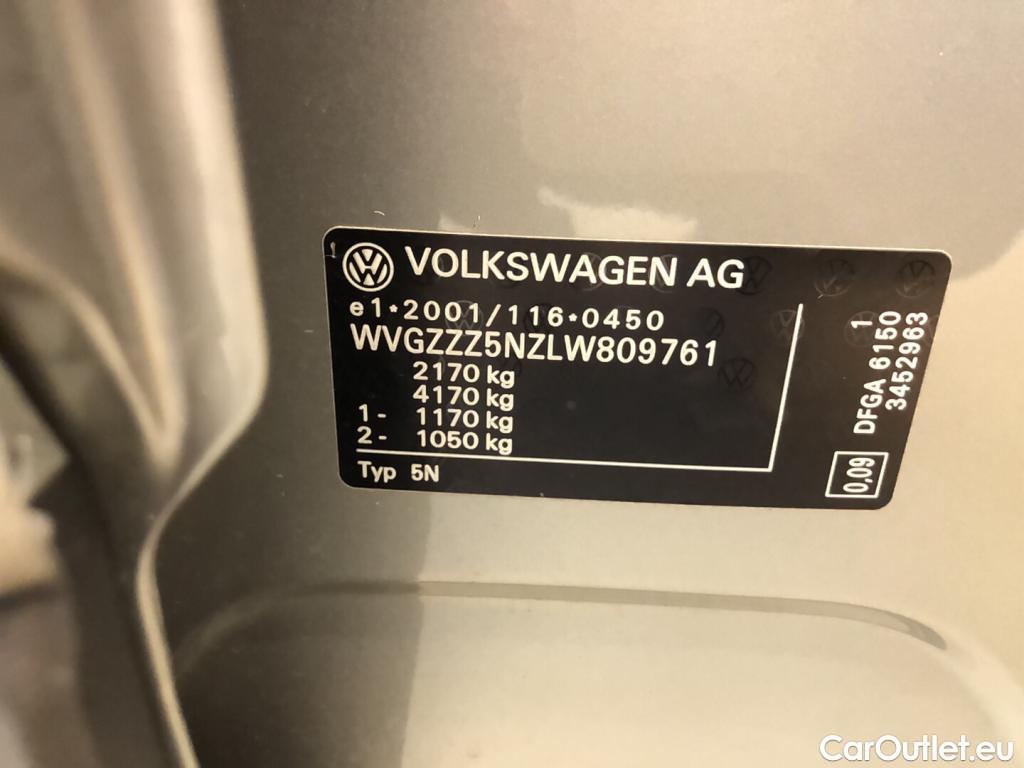 VOLKSWAGEN AG
e1*2001/116*0450
WVGZZZ5NZLW809761
2170 kg
4170 kg
1- 1170 kg
2- 1050 kg
Typ 5N
1
DFGA 6150
3452963
0,09
CarOutlet.eu